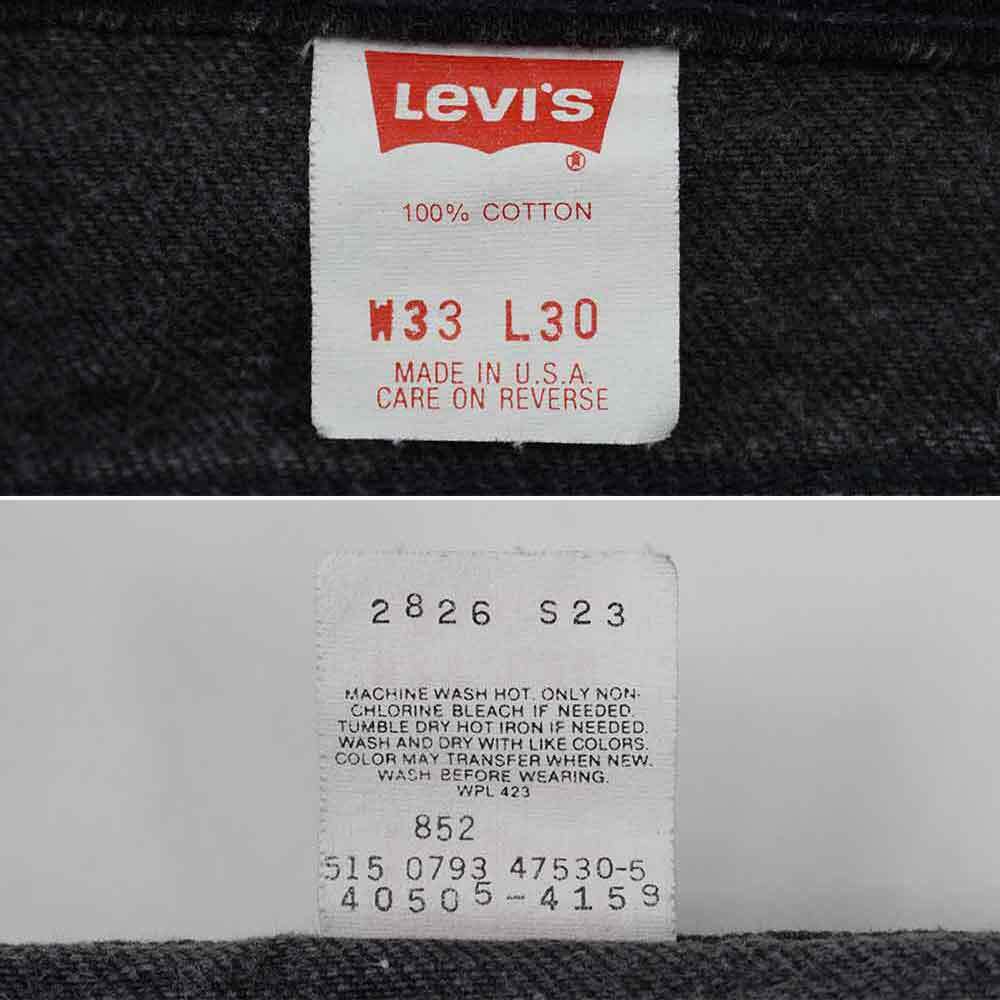 Levi's
100% COTTON
W33 L30
MADE IN U.S.A.
CARE ON REVERSE
2826 S23
MACHINE WASH HOT. ONLY NON-
CHLORINE BLEACH IF NEEDED.
TUMBLE DRY HOT IRON IF NEEDED.
WASH AND DRY WITH LIKE COLORS.
COLOR MAY TRANSFER WHEN NEW.
WASH BEFORE WEARING.
WPL 423
852
515 0793 47530-5
40505-4159